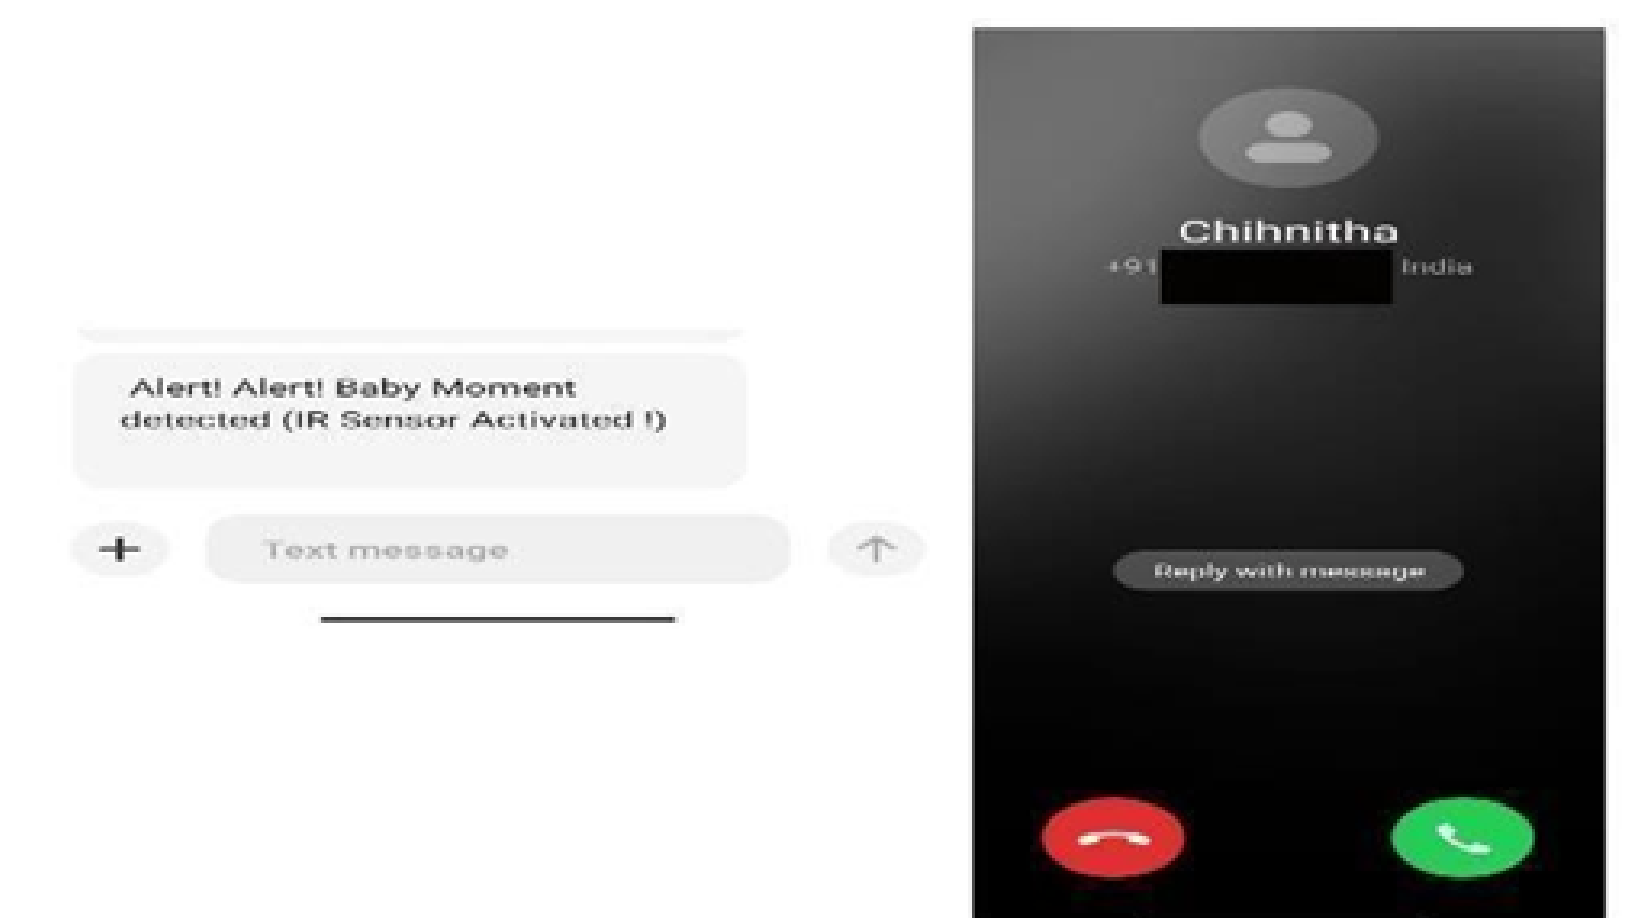 Alert! Alert! Baby Moment
detected (IR Sensor Activated !)
Text message
Chihnitha
+91 India
Reply with message